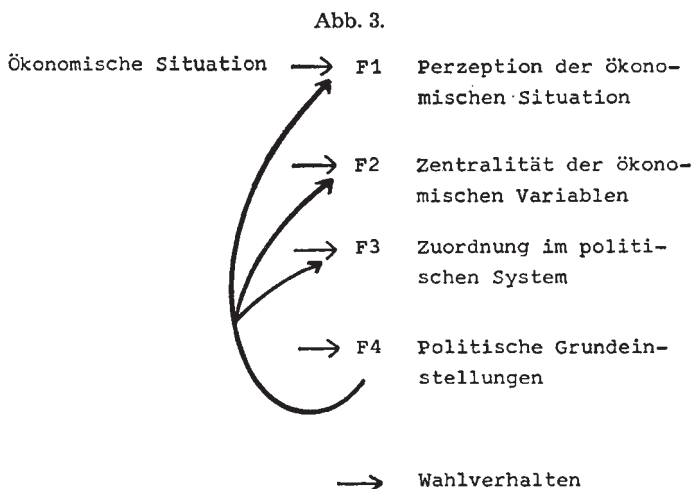 Abb. 3.
Ökonomische Situation → F1 Perzeption der ökono-
mischen Situation
→ F2 Zentralität der ökono-
mischen Variablen
→ F3 Zuordnung im politi-
schen System
→ F4 Politische Grundein-
stellungen
→ Wahlverhalten